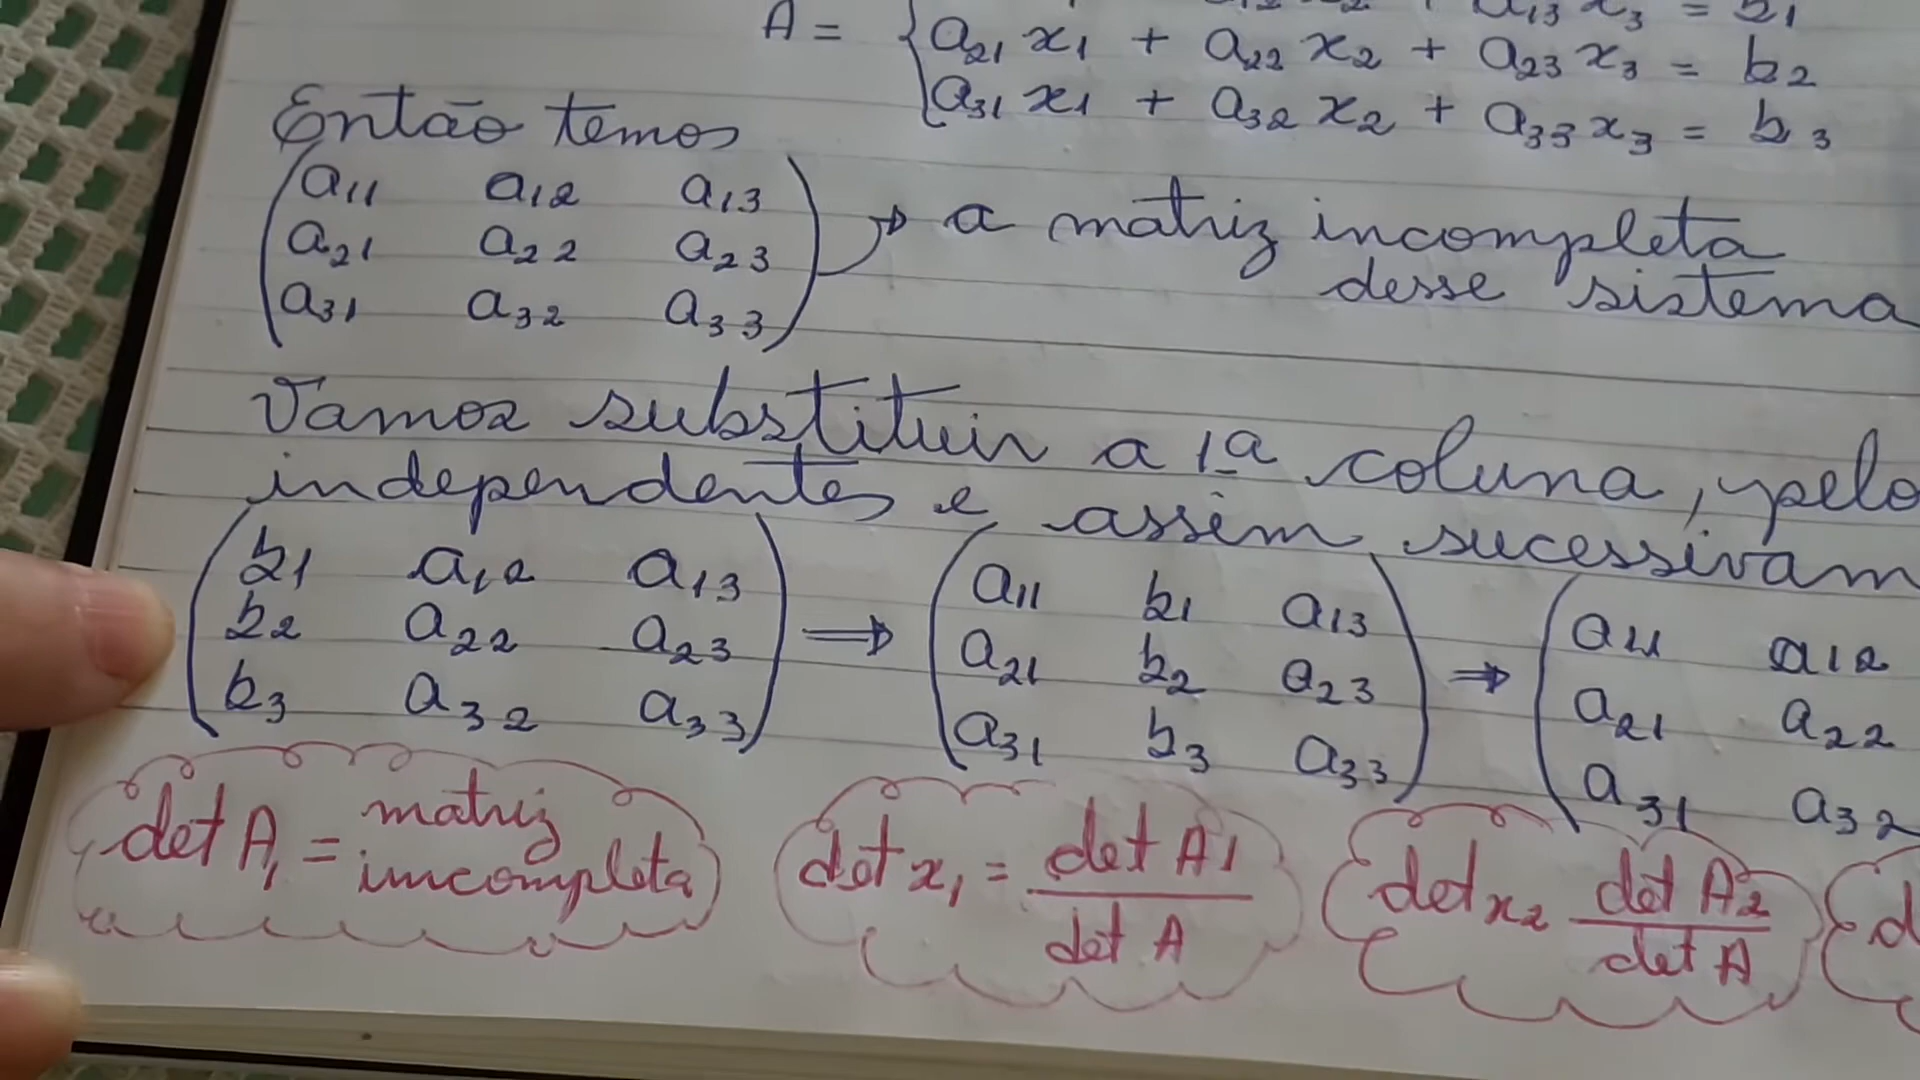 a₁₃ x₃ = b₁
A = { a₂₁ x₁ + a₂₂ x₂ + a₂₃ x₃ = b₂
a₃₁ x₁ + a₃₂ x₂ + a₃₃ x₃ = b₃
Então temos
a₁₁ a₁₂ a₁₃
a₂₁ a₂₂ a₂₃
a₃₁ a₃₂ a₃₃
→ a matriz incompleta
desse sistema
Vamos substituir a 1ª coluna, pelo
independentes e assim sucessivam
b₁ a₁₂ a₁₃
b₂ a₂₂ a₂₃
b₃ a₃₂ a₃₃
⇒
a₁₁ b₁ a₁₃
a₂₁ b₂ a₂₃
a₃₁ b₃ a₃₃
⇒
a₁₁ a₁₂
a₂₁ a₂₂
a₃₁ a₃₂
det A₁ = matriz
incompleta
det x₁ = det A1
det A
det x₂ det A₂
det A
d